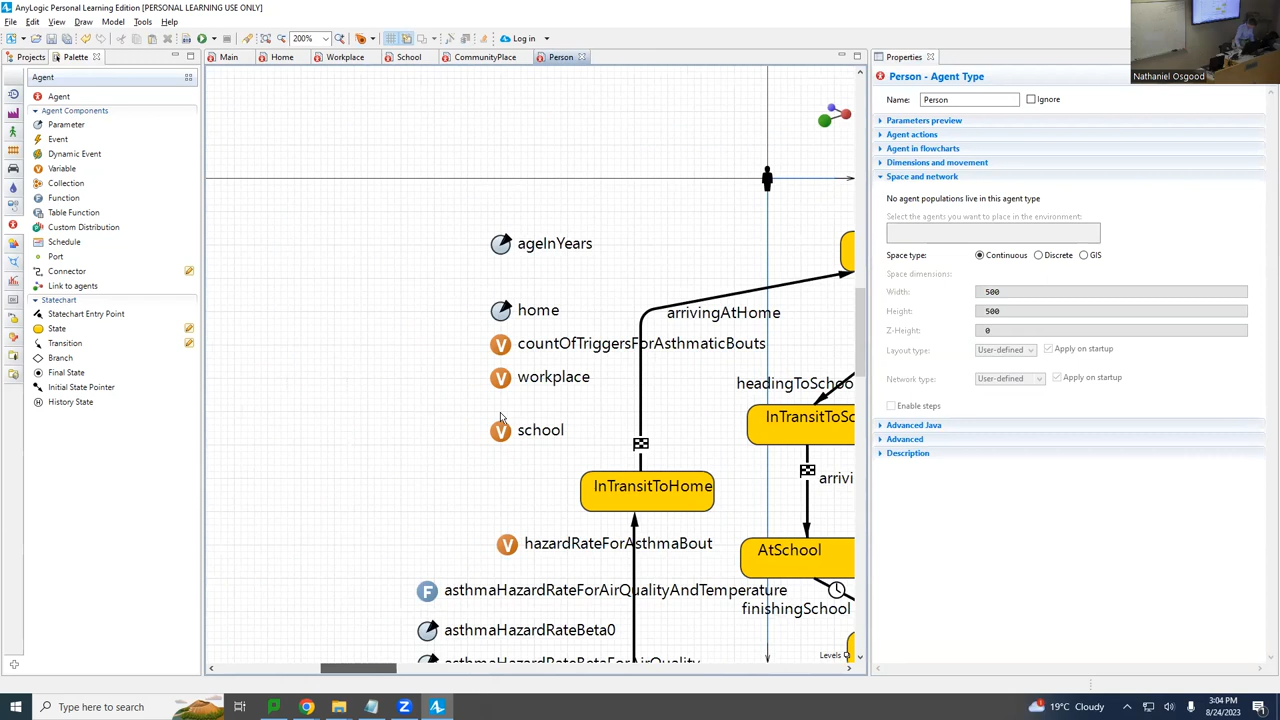 AnyLogic Personal Learning Edition [PERSONAL LEARNING USE ONLY]
File Edit View Draw Model Tools Help
200%
Log in
Projects Palette
Main Home Workplace School CommunityPlace Person
Properties
Nathaniel Osgood
Agent
Agent
Agent Components
Parameter
Event
Dynamic Event
Variable
Collection
Function
Table Function
Custom Distribution
Schedule
Port
Connector
Link to agents
Statechart
Statechart Entry Point
State
Transition
Branch
Final State
Initial State Pointer
History State
ageInYears
home
arrivingAtHome
V countOfTriggersForAsthmaticBouts
V workplace
headingToSchoo
InTransitToSc
V school
arrivi
InTransitToHome
V hazardRateForAsthmaBout
AtSchool
F asthmaHazardRateForAirQualityAndTemperature
finishingSchool
asthmaHazardRateBeta0
asthmaHazardRateBetaForAirQuality
Levels
Person - Agent Type
Name: Person Ignore
Parameters preview
Agent actions
Agent in flowcharts
Dimensions and movement
Space and network
No agent populations live in this agent type
Select the agents you want to place in the environment:
Space type: Continuous Discrete GIS
Space dimensions:
Width: 500
Height: 500
Z-Height: 0
Layout type: User-defined Apply on startup
Network type: User-defined Apply on startup
Enable steps
Advanced Java
Advanced
Description
Type here to search
19°C Cloudy
3:04 PM
8/24/2023